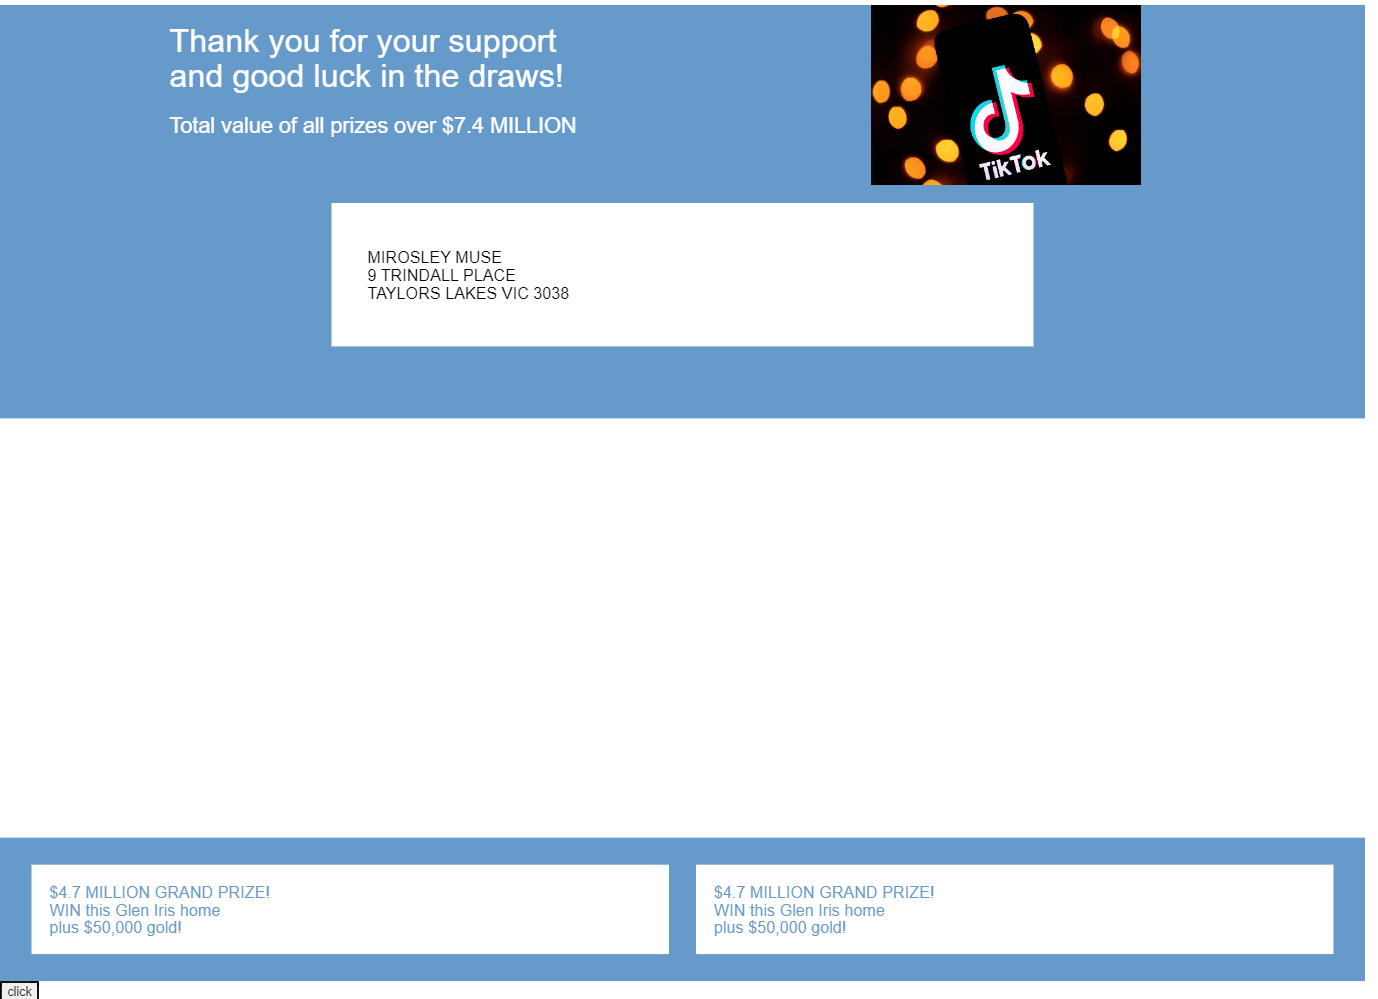 Thank you for your support
and good luck in the draws!
Total value of all prizes over $7.4 MILLION
TikTok
MIROSLEY MUSE
9 TRINDALL PLACE
TAYLORS LAKES VIC 3038
$4.7 MILLION GRAND PRIZE!
WIN this Glen Iris home
plus $50,000 gold!
$4.7 MILLION GRAND PRIZE!
WIN this Glen Iris home
plus $50,000 gold!
click